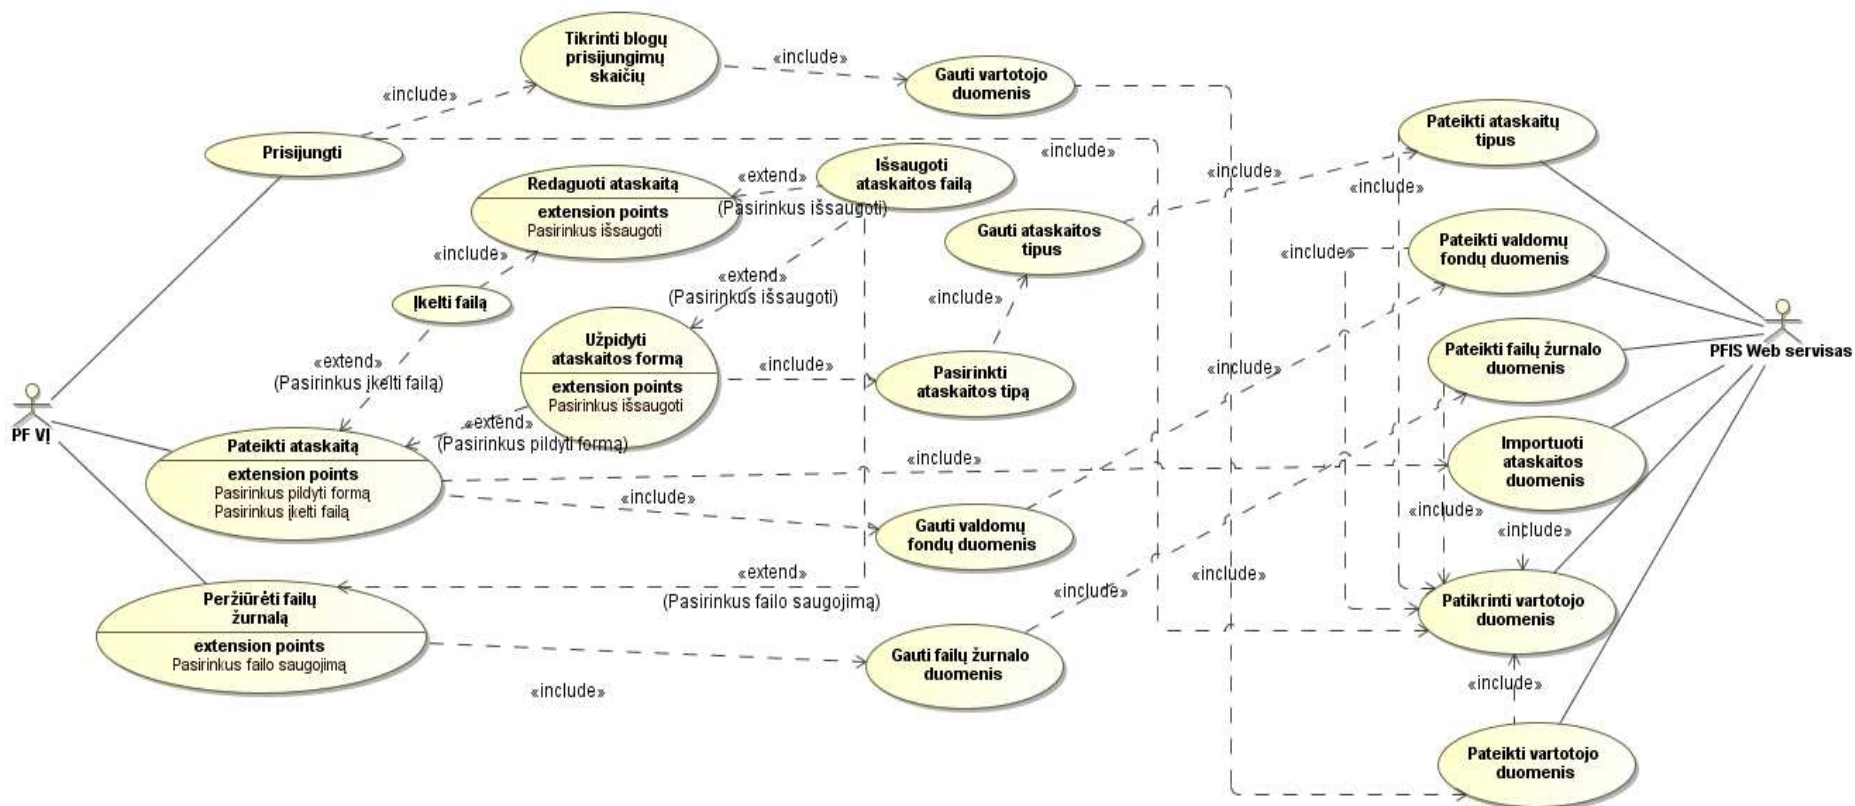 Tikrinti blogų
prisijungimų
skaičių
«include»
Gauti vartotojo
duomenis
«include»
Prisijungti
«include»
Pateikti ataskaitų
tipus
Redaguoti ataskaitą
extension points
Pasirinkus išsaugoti
«extend»
(Pasirinkus išsaugoti)
Išsaugoti
ataskaitos failą
«include»
«include»
Gauti ataskaitos
tipus
Pateikti valdomų
fondų duomenis
«include»
«include»
«extend»
(Pasirinkus išsaugoti)
«include»
Įkelti failą
Užpidyti
ataskaitos formą
extension points
Pasirinkus išsaugoti
«include»
Pasirinkti
ataskaitos tipą
Pateikti failų žurnalo
duomenis
PFIS Web servisas
«extend»
(Pasirinkus įkelti failą)
«include»
PF VĮ
«extend»
(Pasirinkus pildyti formą)
Pateikti ataskaitą
extension points
Pasirinkus pildyti formą
Pasirinkus įkelti failą
«include»
Importuoti
ataskaitos
duomenis
«include»
Gauti valdomų
fondų duomenis
«include»
«include»
«extend»
(Pasirinkus failo saugojimą)
«include»
«include»
Peržiūrėti failų
žurnalą
extension points
Pasirinkus failo saugojimą
Patikrinti vartotojo
duomenis
Gauti failų žurnalo
duomenis
«include»
«include»
Pateikti vartotojo
duomenis